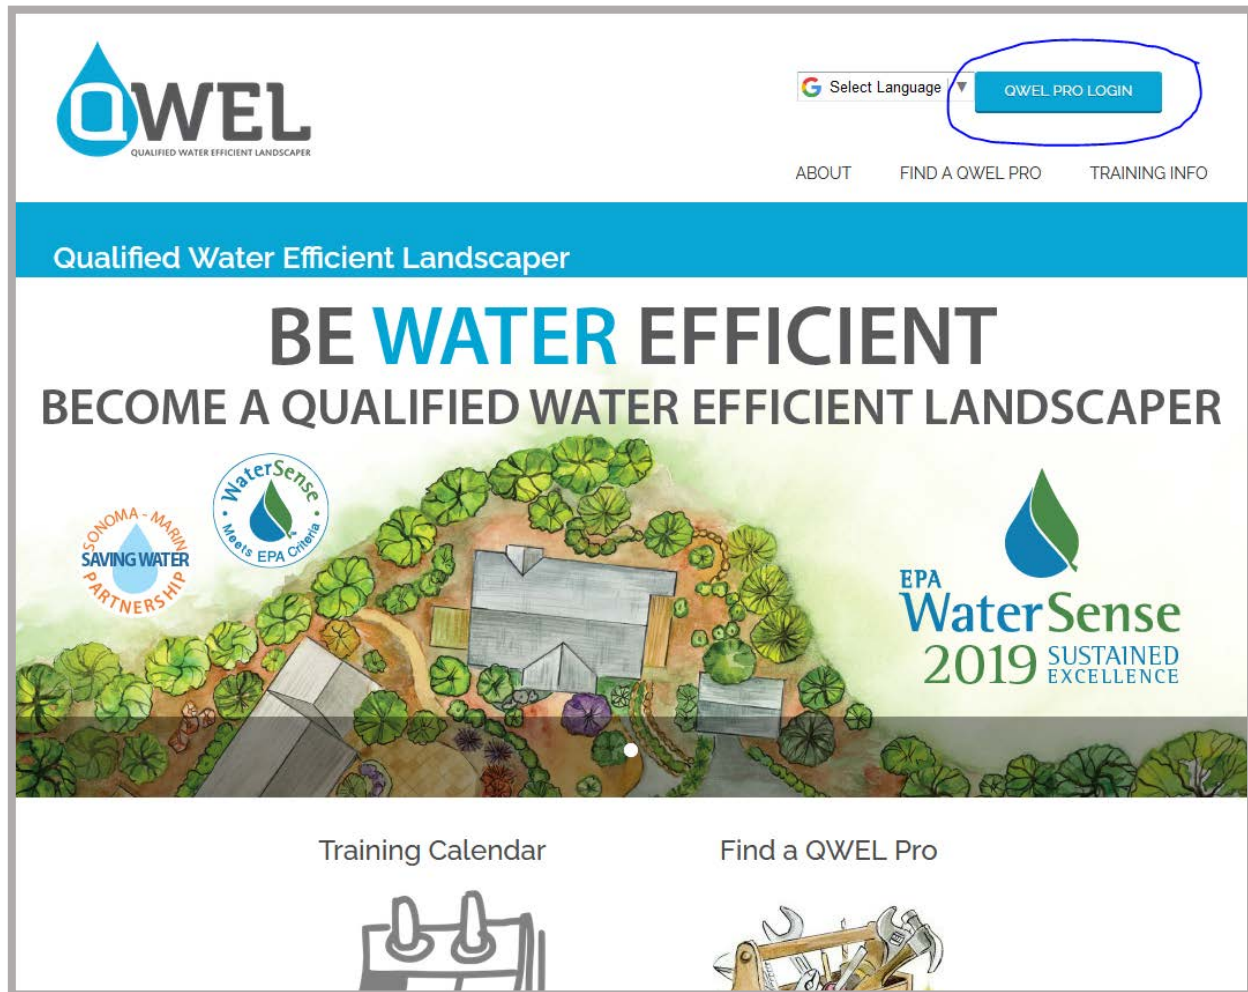 QWEL
QUALIFIED WATER EFFICIENT LANDSCAPER
Select Language ▼
QWEL PRO LOGIN
ABOUT FIND A QWEL PRO TRAINING INFO
Qualified Water Efficient Landscaper
BE WATER EFFICIENT
BECOME A QUALIFIED WATER EFFICIENT LANDSCAPER
WaterSense
Meets EPA Criteria
SONOMA - MARIN
SAVING WATER
PARTNERSHIP
EPA
WaterSense
2019 SUSTAINED
EXCELLENCE
Training Calendar
Find a QWEL Pro